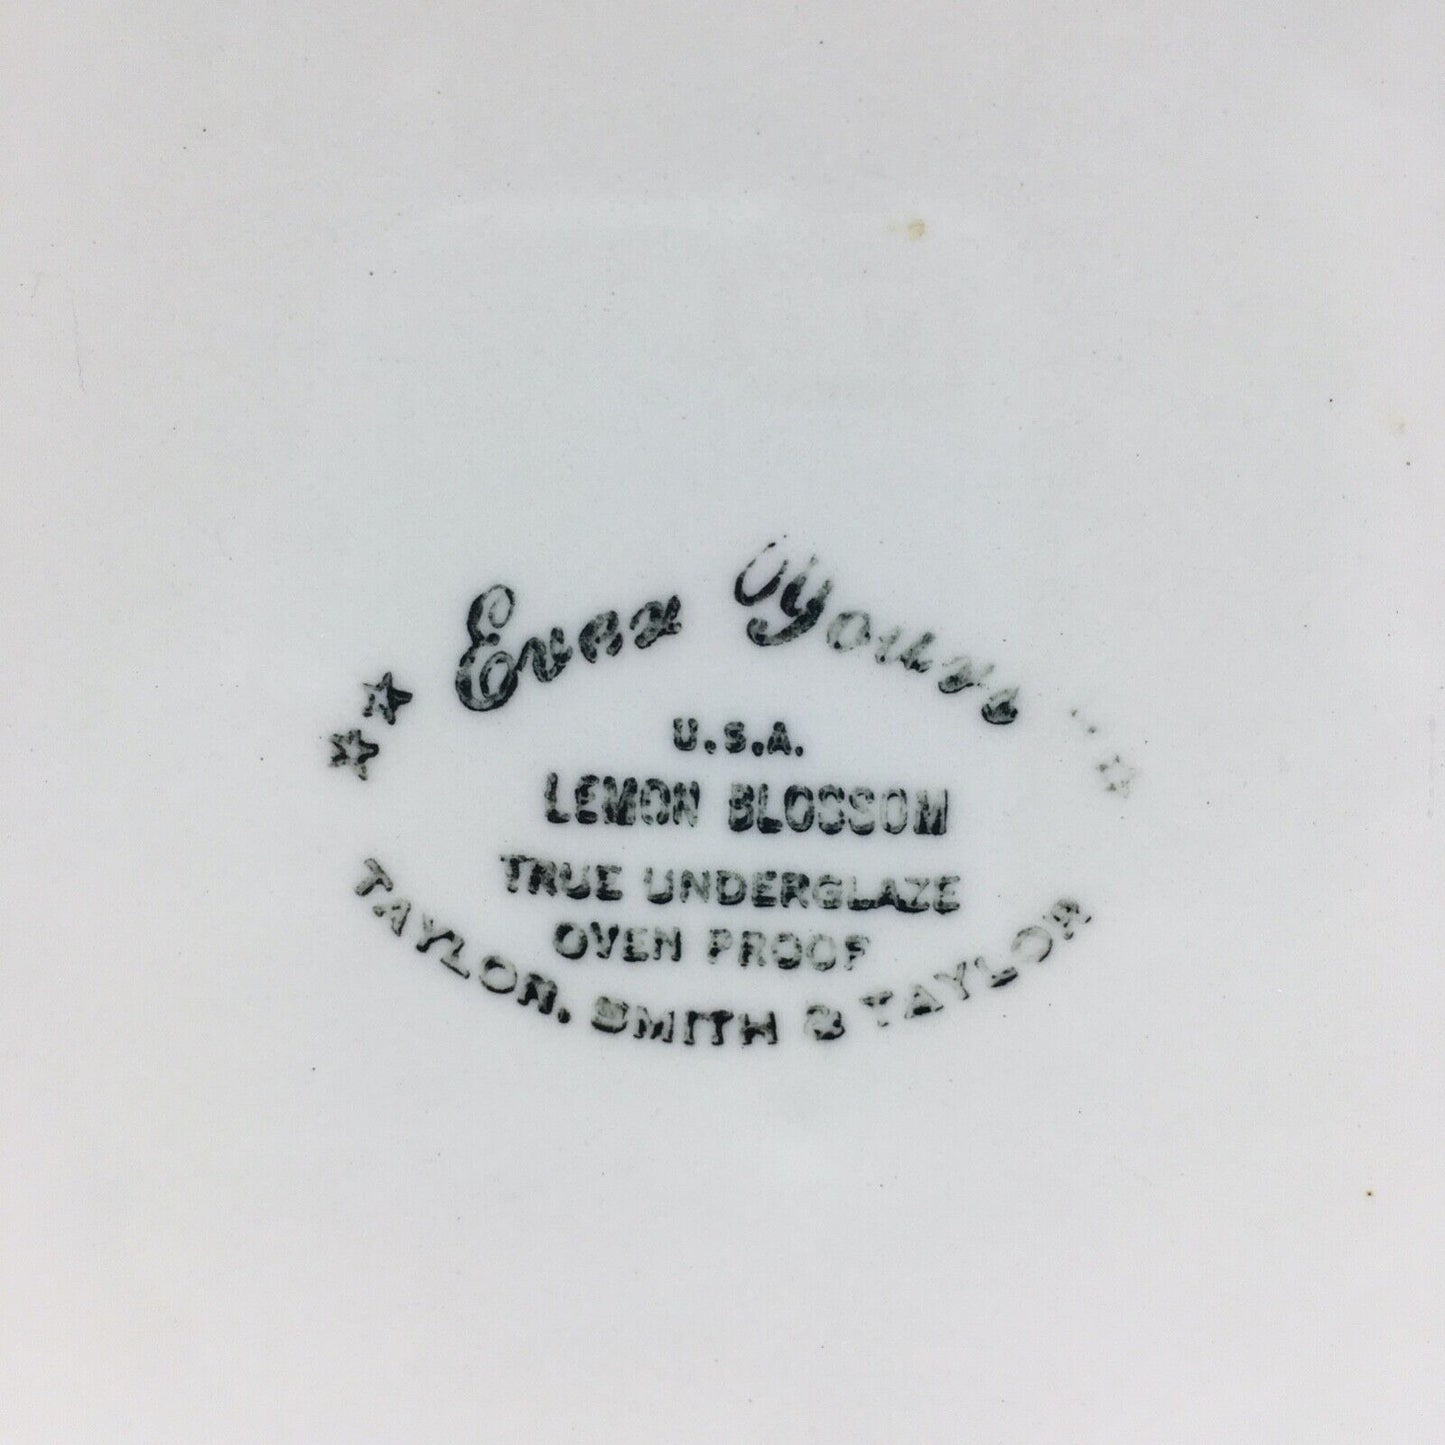 Ever Yours
U.S.A.
LEMON BLOSSOM
TRUE UNDERGLAZE
OVEN PROOF
TAYLOR, SMITH & TAYLOR